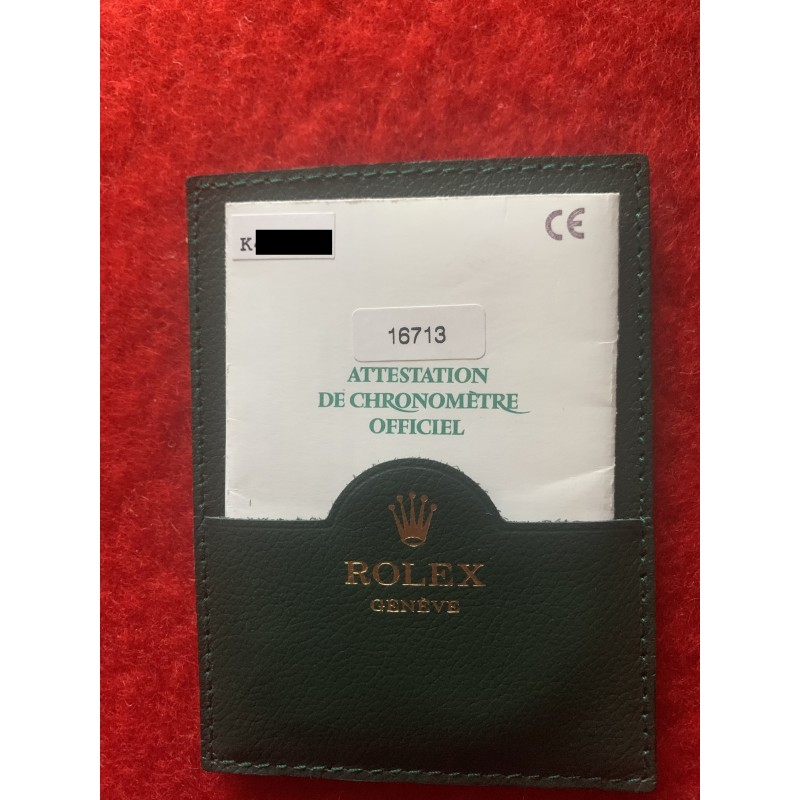 K
CE
16713
ATTESTATION
DE CHRONOMÈTRE
OFFICIEL
ROLEX
GENÈVE